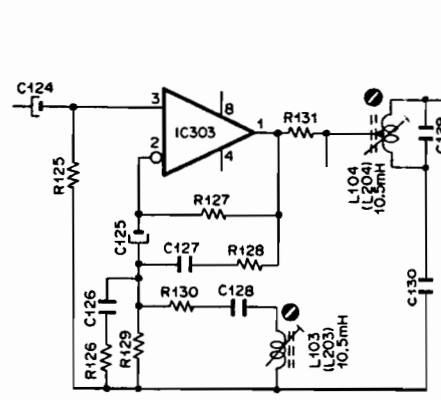 C124
3
8
IC303
1
2
4
R131
R125
L104
(L204)
10,5mH
C129
R127
C125
C127
R128
C130
C126
R130
C128
R126
R129
L103
(L203)
10,5mH